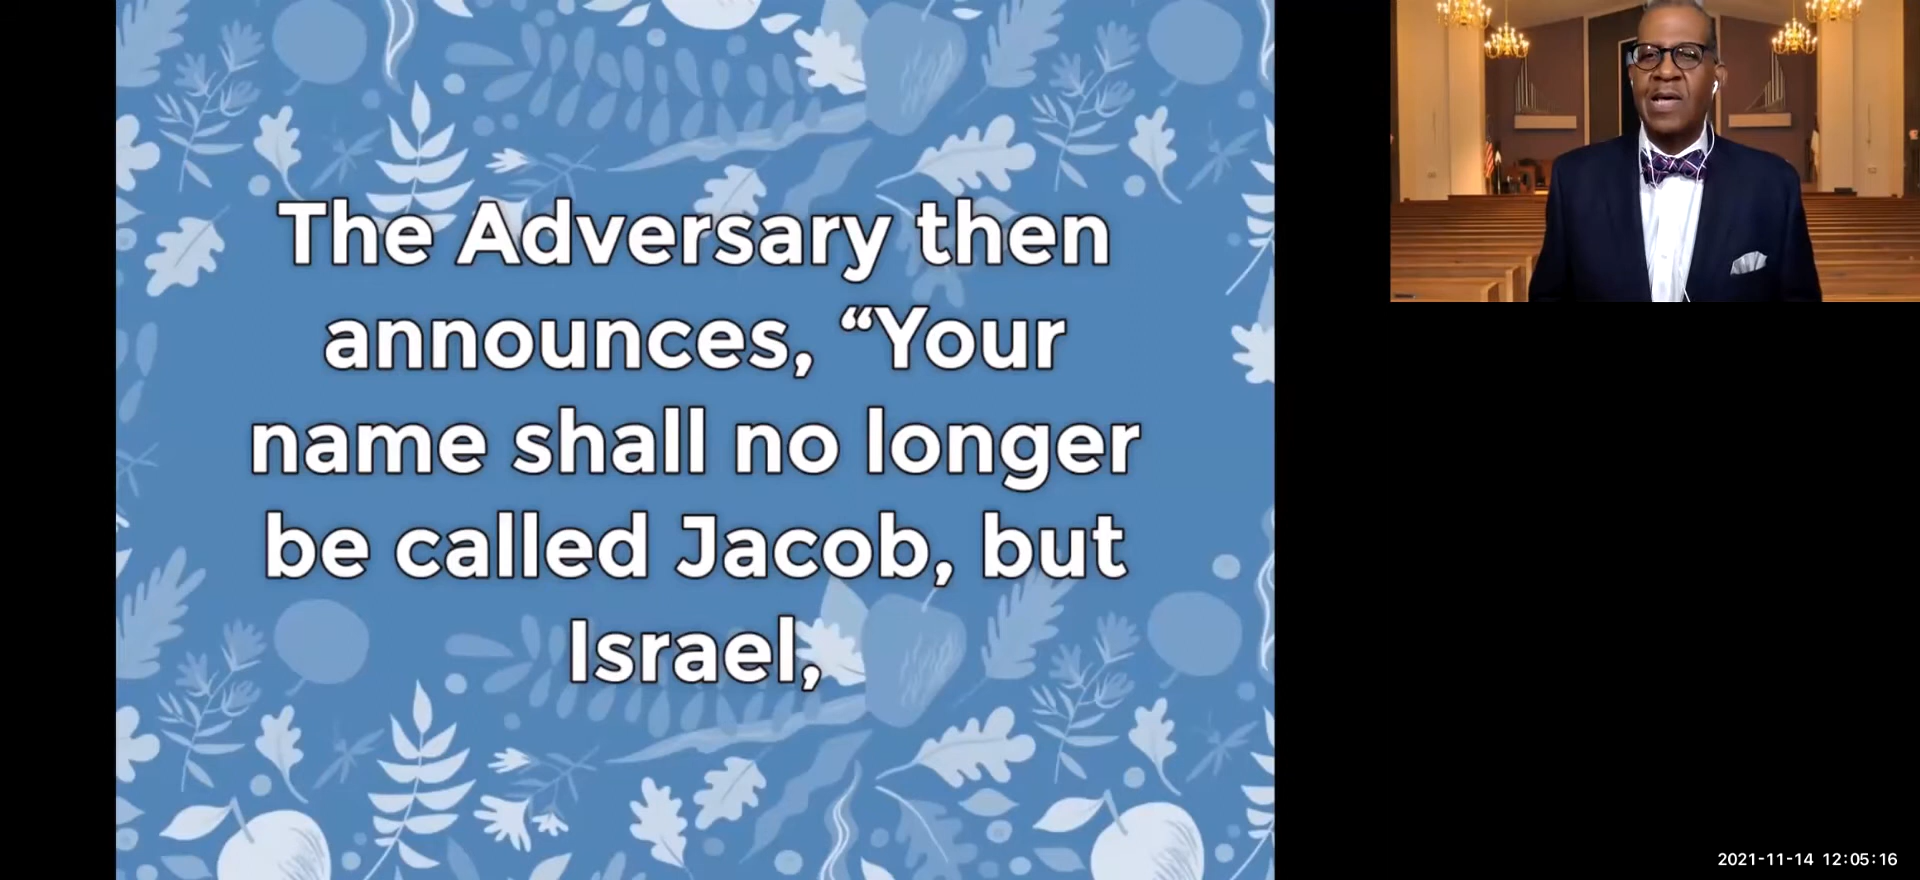 The Adversary then
announces, “Your
name shall no longer
be called Jacob, but
Israel,
2021-11-14 12:05:16